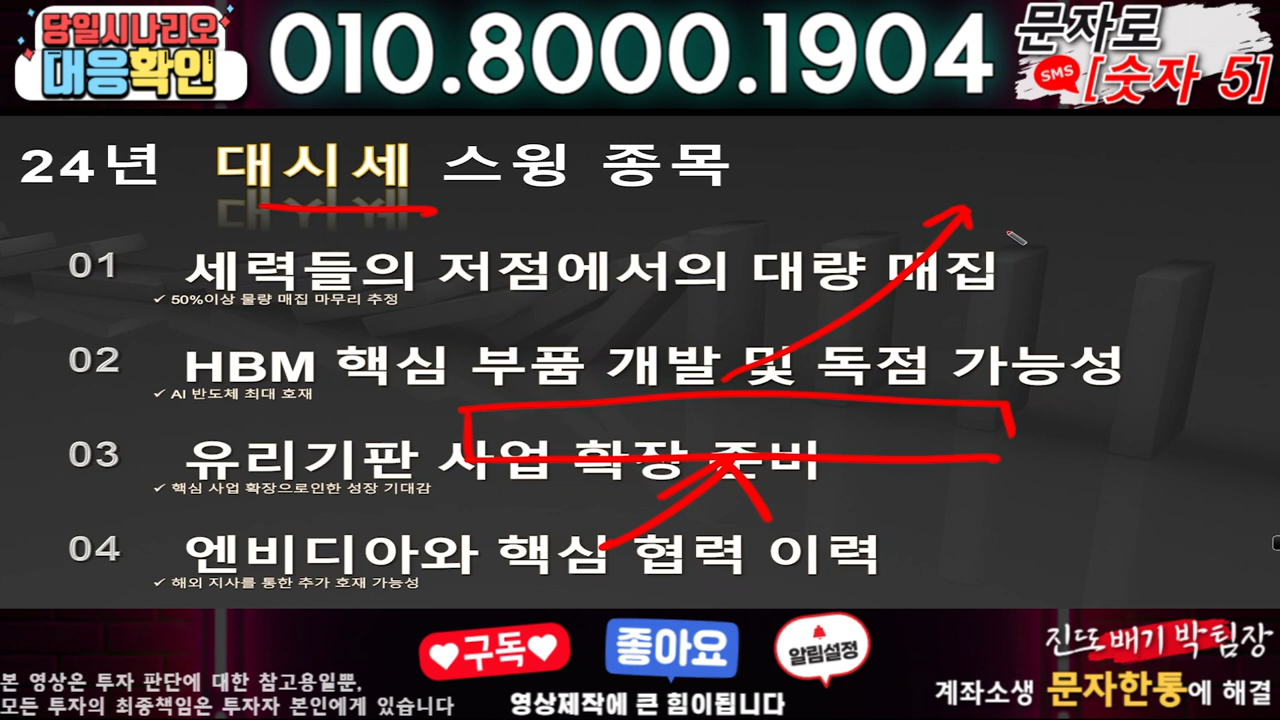 당일시나리오
대응확인
010.8000.1904
문자로
SMS
[숫자 5]
24년 대시세 스윙 종목
01 세력들의 저점에서의 대량 매집
✓ 50%이상 물량 매집 마무리 추정
02 HBM 핵심 부품 개발 및 독점 가능성
✓ AI 반도체 최대 호재
03 유리기판 사업 확장 준비
✓ 핵심 사업 확장으로인한 성장 기대감
04 엔비디아와 핵심 협력 이력
✓ 해외 지사를 통한 추가 호재 가능성
구독
좋아요
알림설정
영상제작에 큰 힘이됩니다
본 영상은 투자 판단에 대한 참고용일뿐,
모든 투자의 최종책임은 투자자 본인에게 있습니다
진또배기 박팀장
계좌소생 문자한통에 해결